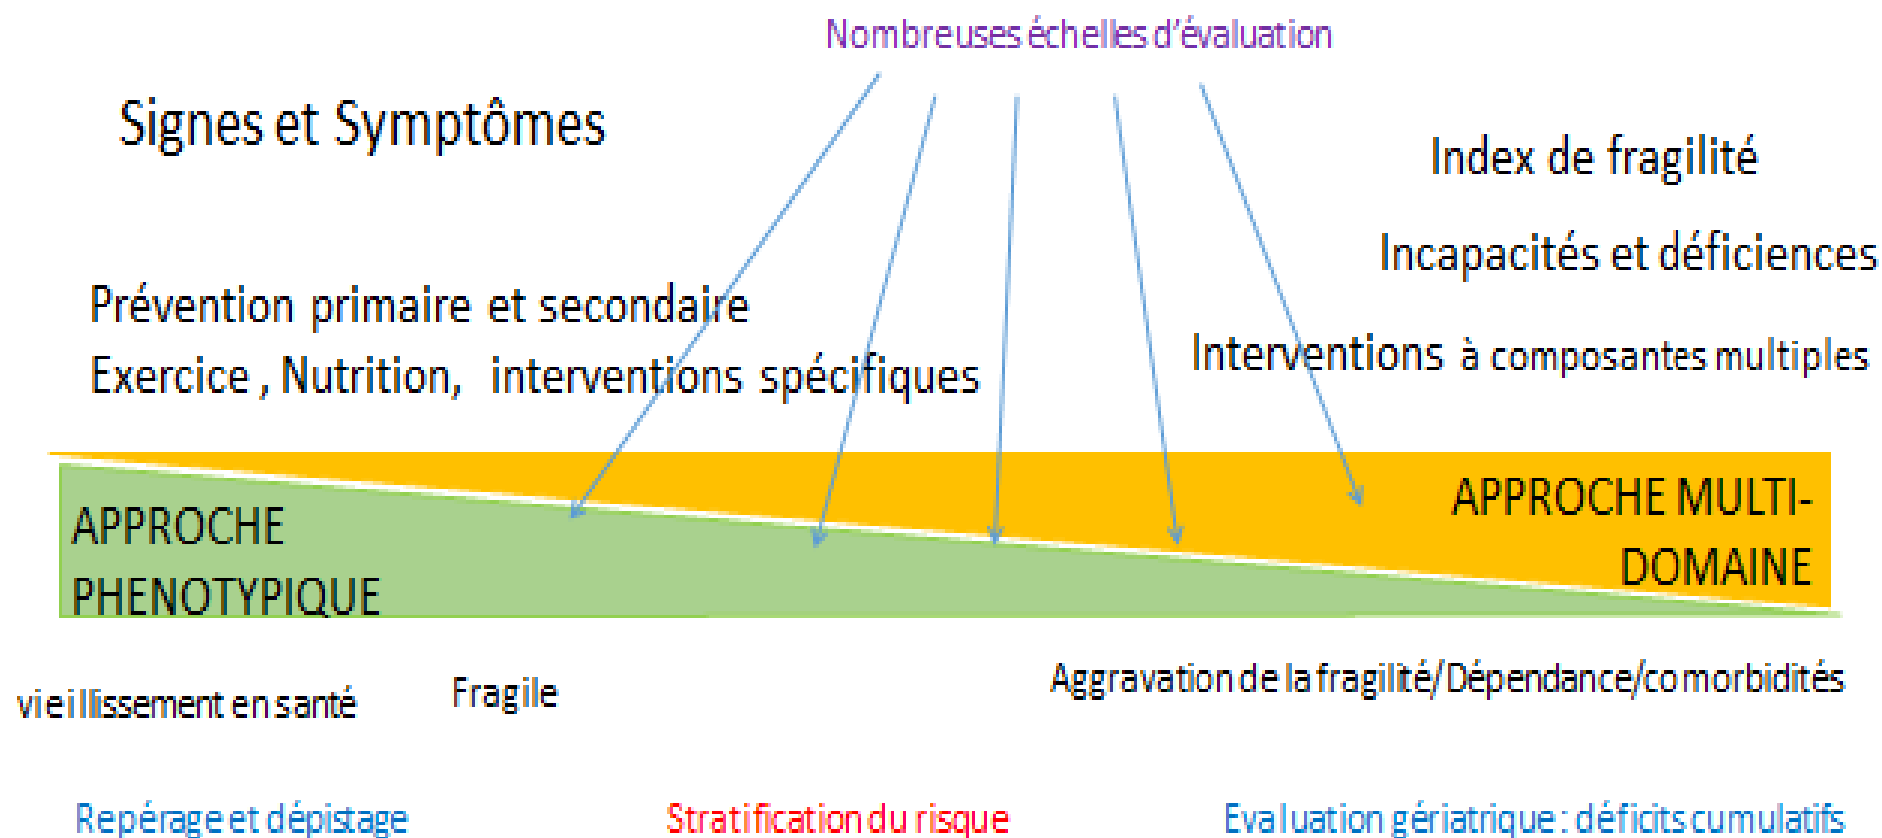 Nombreuses échelles d'évaluation
Signes et Symptômes
Index de fragilité
Incapacités et déficiences
Prévention primaire et secondaire
Exercice , Nutrition, interventions spécifiques
Interventions à composantes multiples
APPROCHE
PHENOTYPIQUE
APPROCHE MULTI-
DOMAINE
vieillissement en santé
Fragile
Aggravation de la fragilité/Dépendance/comorbidités
Repérage et dépistage
Stratification du risque
Evaluation gériatrique : déficits cumulatifs